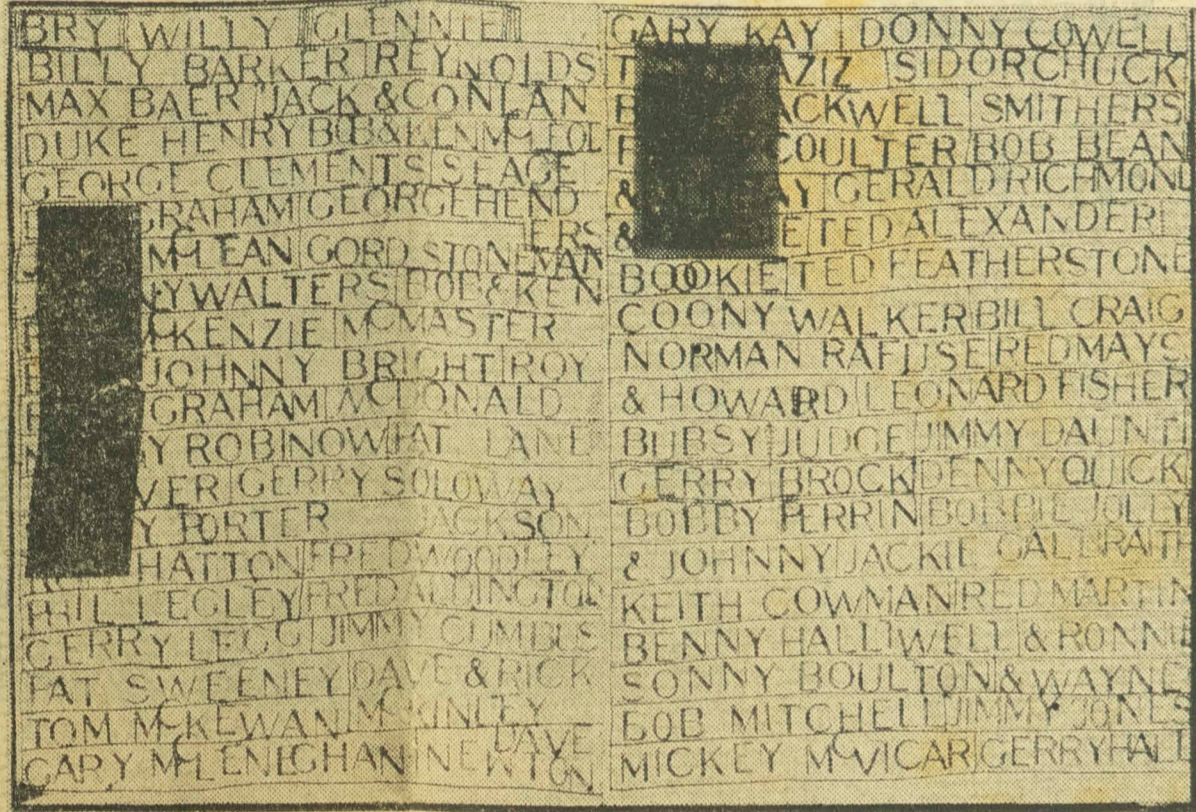 BRY WILLY GLENNIE
BILLY BARKER REYNOLDS
MAX BAER JACK & CONLAN
DUKE HENRY BOB & KEN McLEOD
GEORGE CLEMENTS SEAGE
GRAHAM GEORGE HEND
ERS
McLEAN GORD STONEMAN
WALTERS BOB & KEN
McKENZIE McMASTER
JOHNNY BRIGHT ROY
GRAHAM McDONALD
ROBINOW PAT LANE
GERRY SOLOWAY
PORTER JACKSON
HATTON FRED WOODLEY
PHIL LEGLEY FRED ALDINGTON
GERRY LEGG JIMMY CUMBUS
PAT SWEENEY DAVE & RICK
TOM McKEWAN McKINLEY
DAVE
GARY McLENEGHAN NEWTON
GARY KAY DONNY COWELL
AZIZ SIDORCHUCK
ACKWELL SMITHERS
COULTER BOB BEAN
& GERALD RICHMOND
& TED ALEXANDER
BOOKIE TED FEATHERSTONE
COONY WALKER BILL CRAIG
NORMAN RAFUSE RED MAYS
& HOWARD LEONARD FISHER
BUBSY JUDGE JIMMY
GERRY BROCK DENNY QUICK
BOBBY PERRIN BOBBIE JOLLY
& JOHNNY JACKIE GALBRAITH
KEITH COWMAN RED MARTIN
BENNY HALLIWELL & RONNIE
SONNY BOULTON & WAYNE
BOB MITCHELL JIMMY JONES
MICKEY McVICAR GERRY HALL